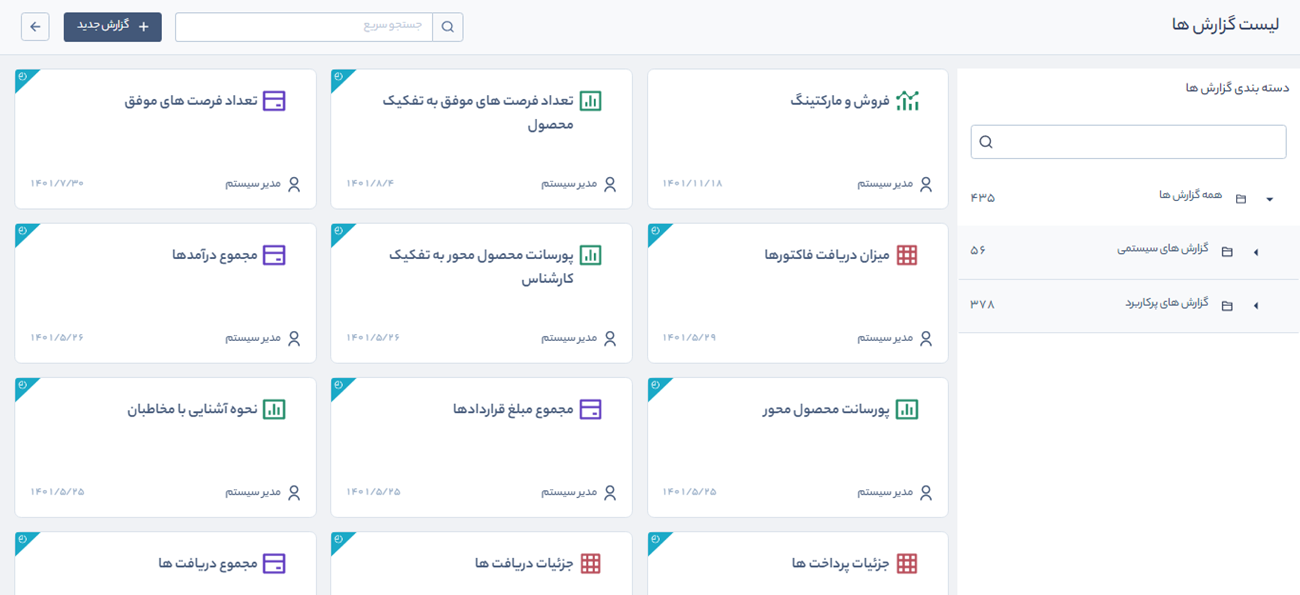 لیست گزارش ها
جستجو سریع
گزارش جدید
دسته بندی گزارش ها
همه گزارش ها
۴۳۵
گزارش های سیستمی
۵۶
گزارش های پرکاربرد
۳۷۸
فروش و مارکتینگ
مدیر سیستم
۱۴۰۱/۱۱/۱۸
تعداد فرصت های موفق به تفکیک
محصول
مدیر سیستم
۱۴۰۱/۸/۴
تعداد فرصت های موفق
مدیر سیستم
۱۴۰۱/۷/۳۰
میزان دریافت فاکتورها
مدیر سیستم
۱۴۰۱/۵/۲۹
پورسانت محصول محور به تفکیک
کارشناس
مدیر سیستم
۱۴۰۱/۵/۲۶
مجموع درآمدها
مدیر سیستم
۱۴۰۱/۵/۲۶
پورسانت محصول محور
مدیر سیستم
۱۴۰۱/۵/۲۵
مجموع مبلغ قراردادها
مدیر سیستم
۱۴۰۱/۵/۲۵
نحوه آشنایی با مخاطبان
مدیر سیستم
۱۴۰۱/۵/۲۵
جزئیات پرداخت ها
جزئیات دریافت ها
مجموع دریافت ها